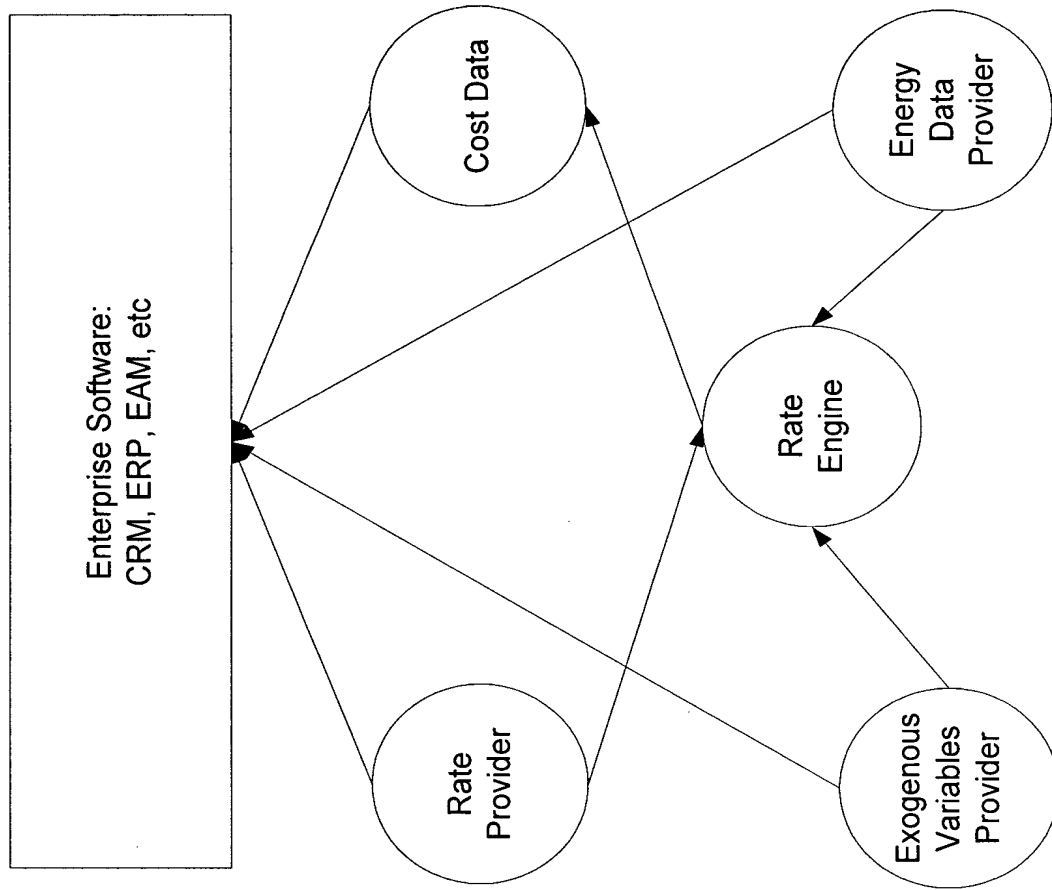 Enterprise Software:
CRM, ERP, EAM, etc
Rate
Provider
Cost Data
Rate
Engine
Exogenous
Variables
Provider
Energy
Data
Provider